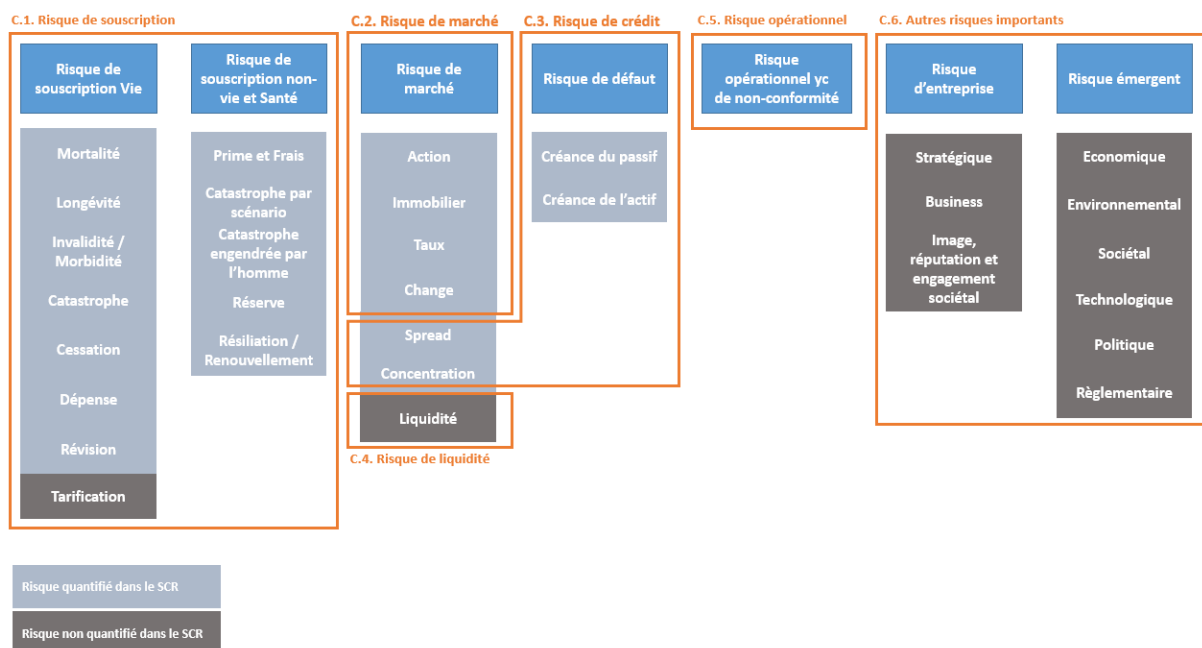 C.1. Risque de souscription
C.2. Risque de marché
C.3. Risque de crédit
C.5. Risque opérationnel
C.6. Autres risques importants
Risque de
souscription Vie
Risque de
souscription non-
vie et Santé
Risque de
marché
Risque de défaut
Risque
opérationnel yc
de non-conformité
Risque
d’entreprise
Risque émergent
Mortalité
Longévité
Invalidité /
Morbidité
Catastrophe
Cessation
Dépense
Révision
Tarification
Prime et Frais
Catastrophe par
scénario
Catastrophe
engendrée par
l’homme
Réserve
Résiliation /
Renouvellement
Action
Immobilier
Taux
Change
Spread
Concentration
Liquidité
C.4. Risque de liquidité
Créance du passif
Créance de l’actif
Stratégique
Business
Image,
réputation et
engagement
sociétal
Economique
Environnemental
Sociétal
Technologique
Politique
Règlementaire
Risque quantifié dans le SCR
Risque non quantifié dans le SCR